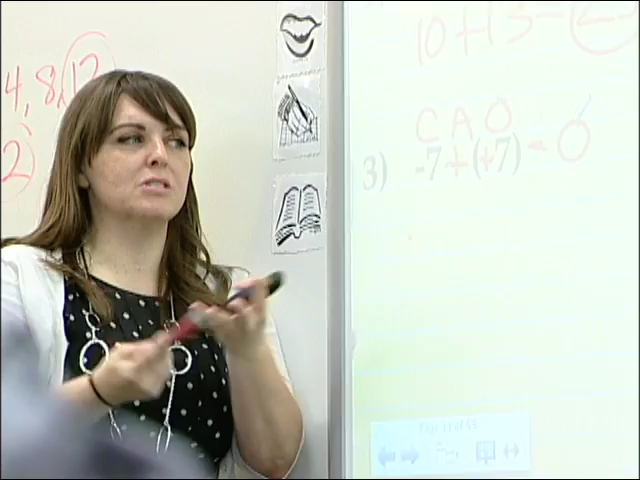 4, 8, 12
2
10 + 13 =
C A O
3) -7 + (+7) = 0